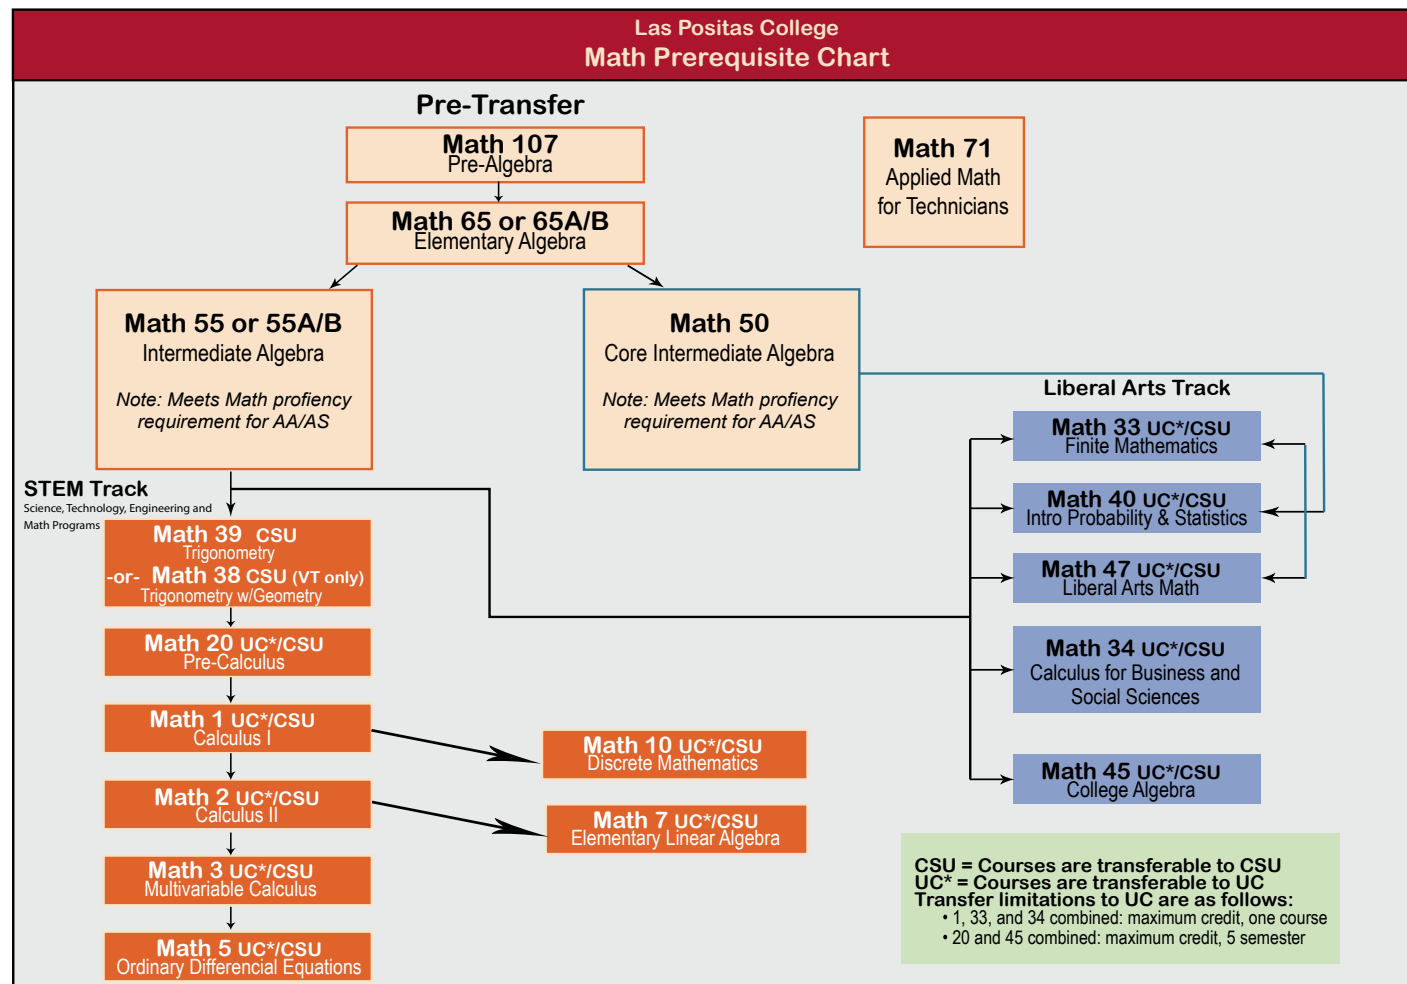 Las Positas College
Math Prerequisite Chart
Pre-Transfer
Math 107
Pre-Algebra
Math 71
Applied Math
for Technicians
Math 65 or 65A/B
Elementary Algebra
Math 55 or 55A/B
Intermediate Algebra
Note: Meets Math profiency
requirement for AA/AS
Math 50
Core Intermediate Algebra
Note: Meets Math profiency
requirement for AA/AS
Liberal Arts Track
Math 33 UC*/CSU
Finite Mathematics
Math 40 UC*/CSU
Intro Probability & Statistics
Math 47 UC*/CSU
Liberal Arts Math
Math 34 UC*/CSU
Calculus for Business and
Social Sciences
Math 45 UC*/CSU
College Algebra
STEM Track
Science, Technology, Engineering and
Math Programs
Math 39 CSU
Trigonometry
-or- Math 38 CSU (VT only)
Trigonometry w/Geometry
Math 20 UC*/CSU
Pre-Calculus
Math 1 UC*/CSU
Calculus I
Math 10 UC*/CSU
Discrete Mathematics
Math 2 UC*/CSU
Calculus II
Math 7 UC*/CSU
Elementary Linear Algebra
Math 3 UC*/CSU
Multivariable Calculus
Math 5 UC*/CSU
Ordinary Differencial Equations
CSU = Courses are transferable to CSU
UC* = Courses are transferable to UC
Transfer limitations to UC are as follows:
• 1, 33, and 34 combined: maximum credit, one course
• 20 and 45 combined: maximum credit, 5 semester